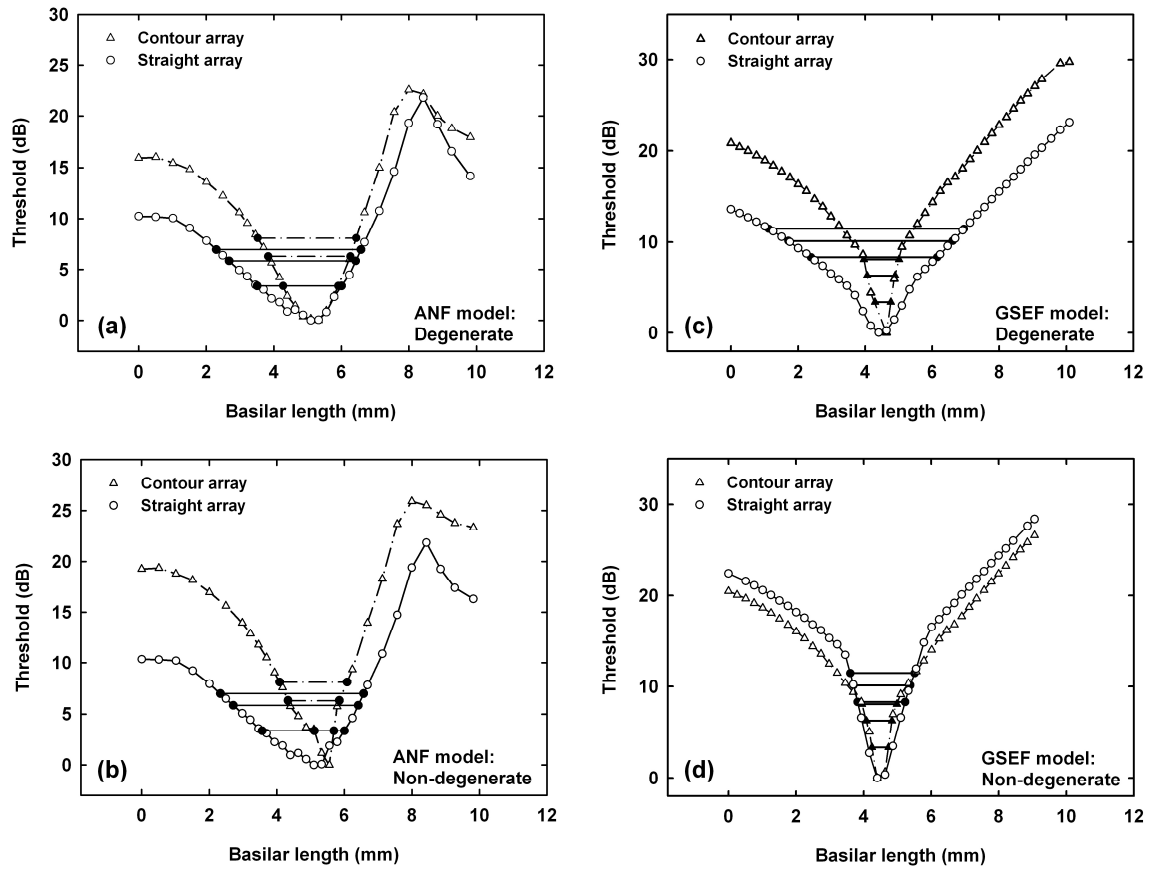 30
25
20
15
10
5
0
Threshold (dB)
Contour array
Straight array
(a)
ANF model:
Degenerate
0 2 4 6 8 10 12
Basilar length (mm)
30
20
10
0
Threshold (dB)
Contour array
Straight array
(c)
GSEF model:
Degenerate
0 2 4 6 8 10 12
Basilar length (mm)
30
25
20
15
10
5
0
Threshold (dB)
Contour array
Straight array
(b)
ANF model:
Non-degenerate
0 2 4 6 8 10 12
Basilar length (mm)
30
20
10
0
Threshold (dB)
Contour array
Straight array
(d)
GSEF model:
Non-degenerate
0 2 4 6 8 10 12
Basilar length (mm)